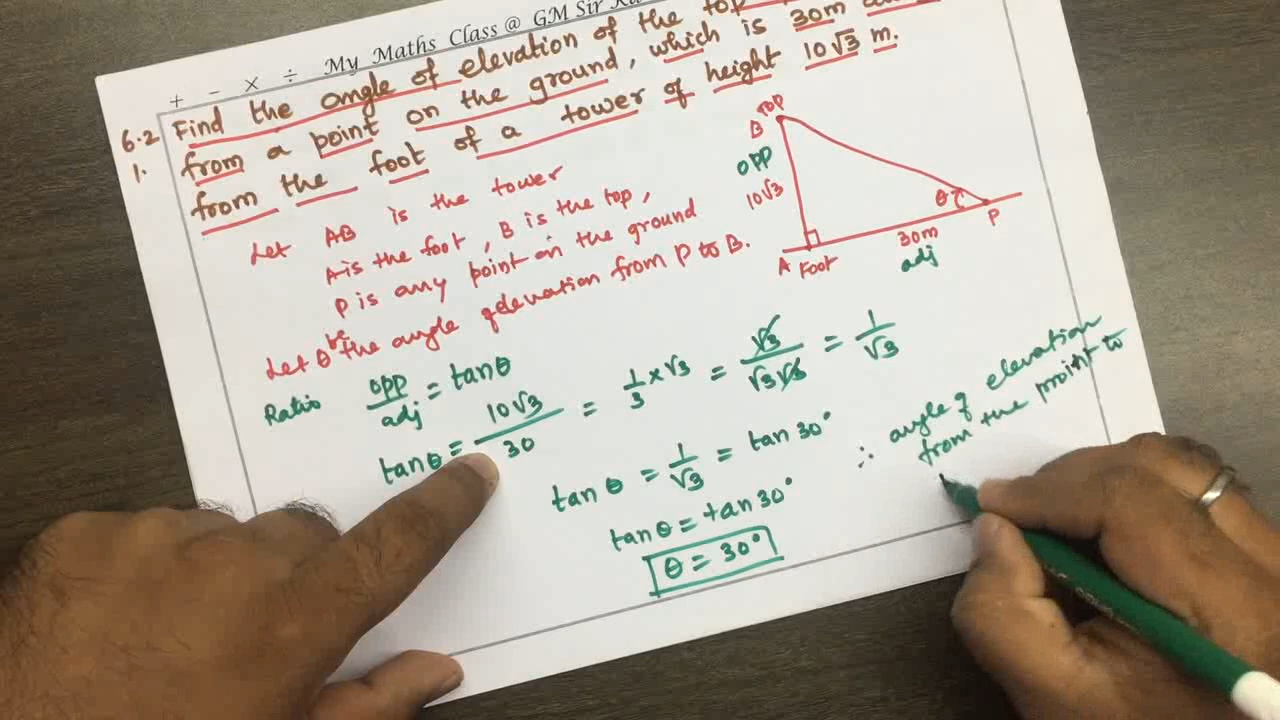 + - × ÷ My Maths Class @ GM Sir
6.2 Find the angle of elevation of the top
1. from a point on the ground, which is 30m
from the foot of a tower of height 10√3 m.
Let AB is the tower
A is the foot, B is the top,
P is any point on the ground
Let θ be the angle of elevation from P to B.
TOP
B
OPP
10√3
θ
P
30m
A Foot
adj
Ratio opp/adj = tanθ
tanθ = 10√3/30 = 1/3 × √3 = √3/√3√3 = 1/√3
tan θ = 1/√3 = tan 30°
tanθ = tan30°
θ = 30°
∴ angle of elevation
from the point to